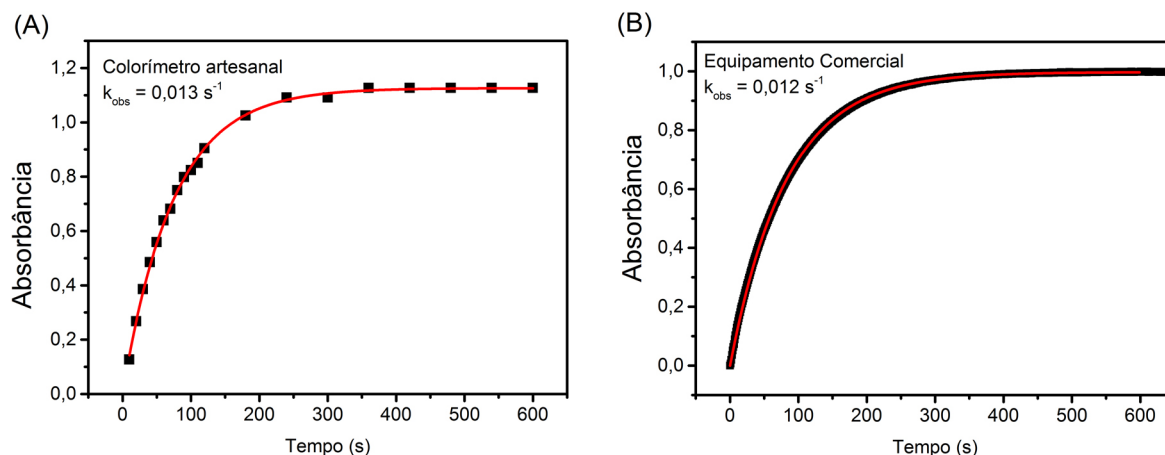 (A)
Colorímetro artesanal
k_obs = 0,013 s⁻¹
Absorbância
1,2
1,0
0,8
0,6
0,4
0,2
0,0
0 100 200 300 400 500 600
Tempo (s)
(B)
Equipamento Comercial
k_obs = 0,012 s⁻¹
Absorbância
1,0
0,8
0,6
0,4
0,2
0,0
0 100 200 300 400 500 600
Tempo (s)